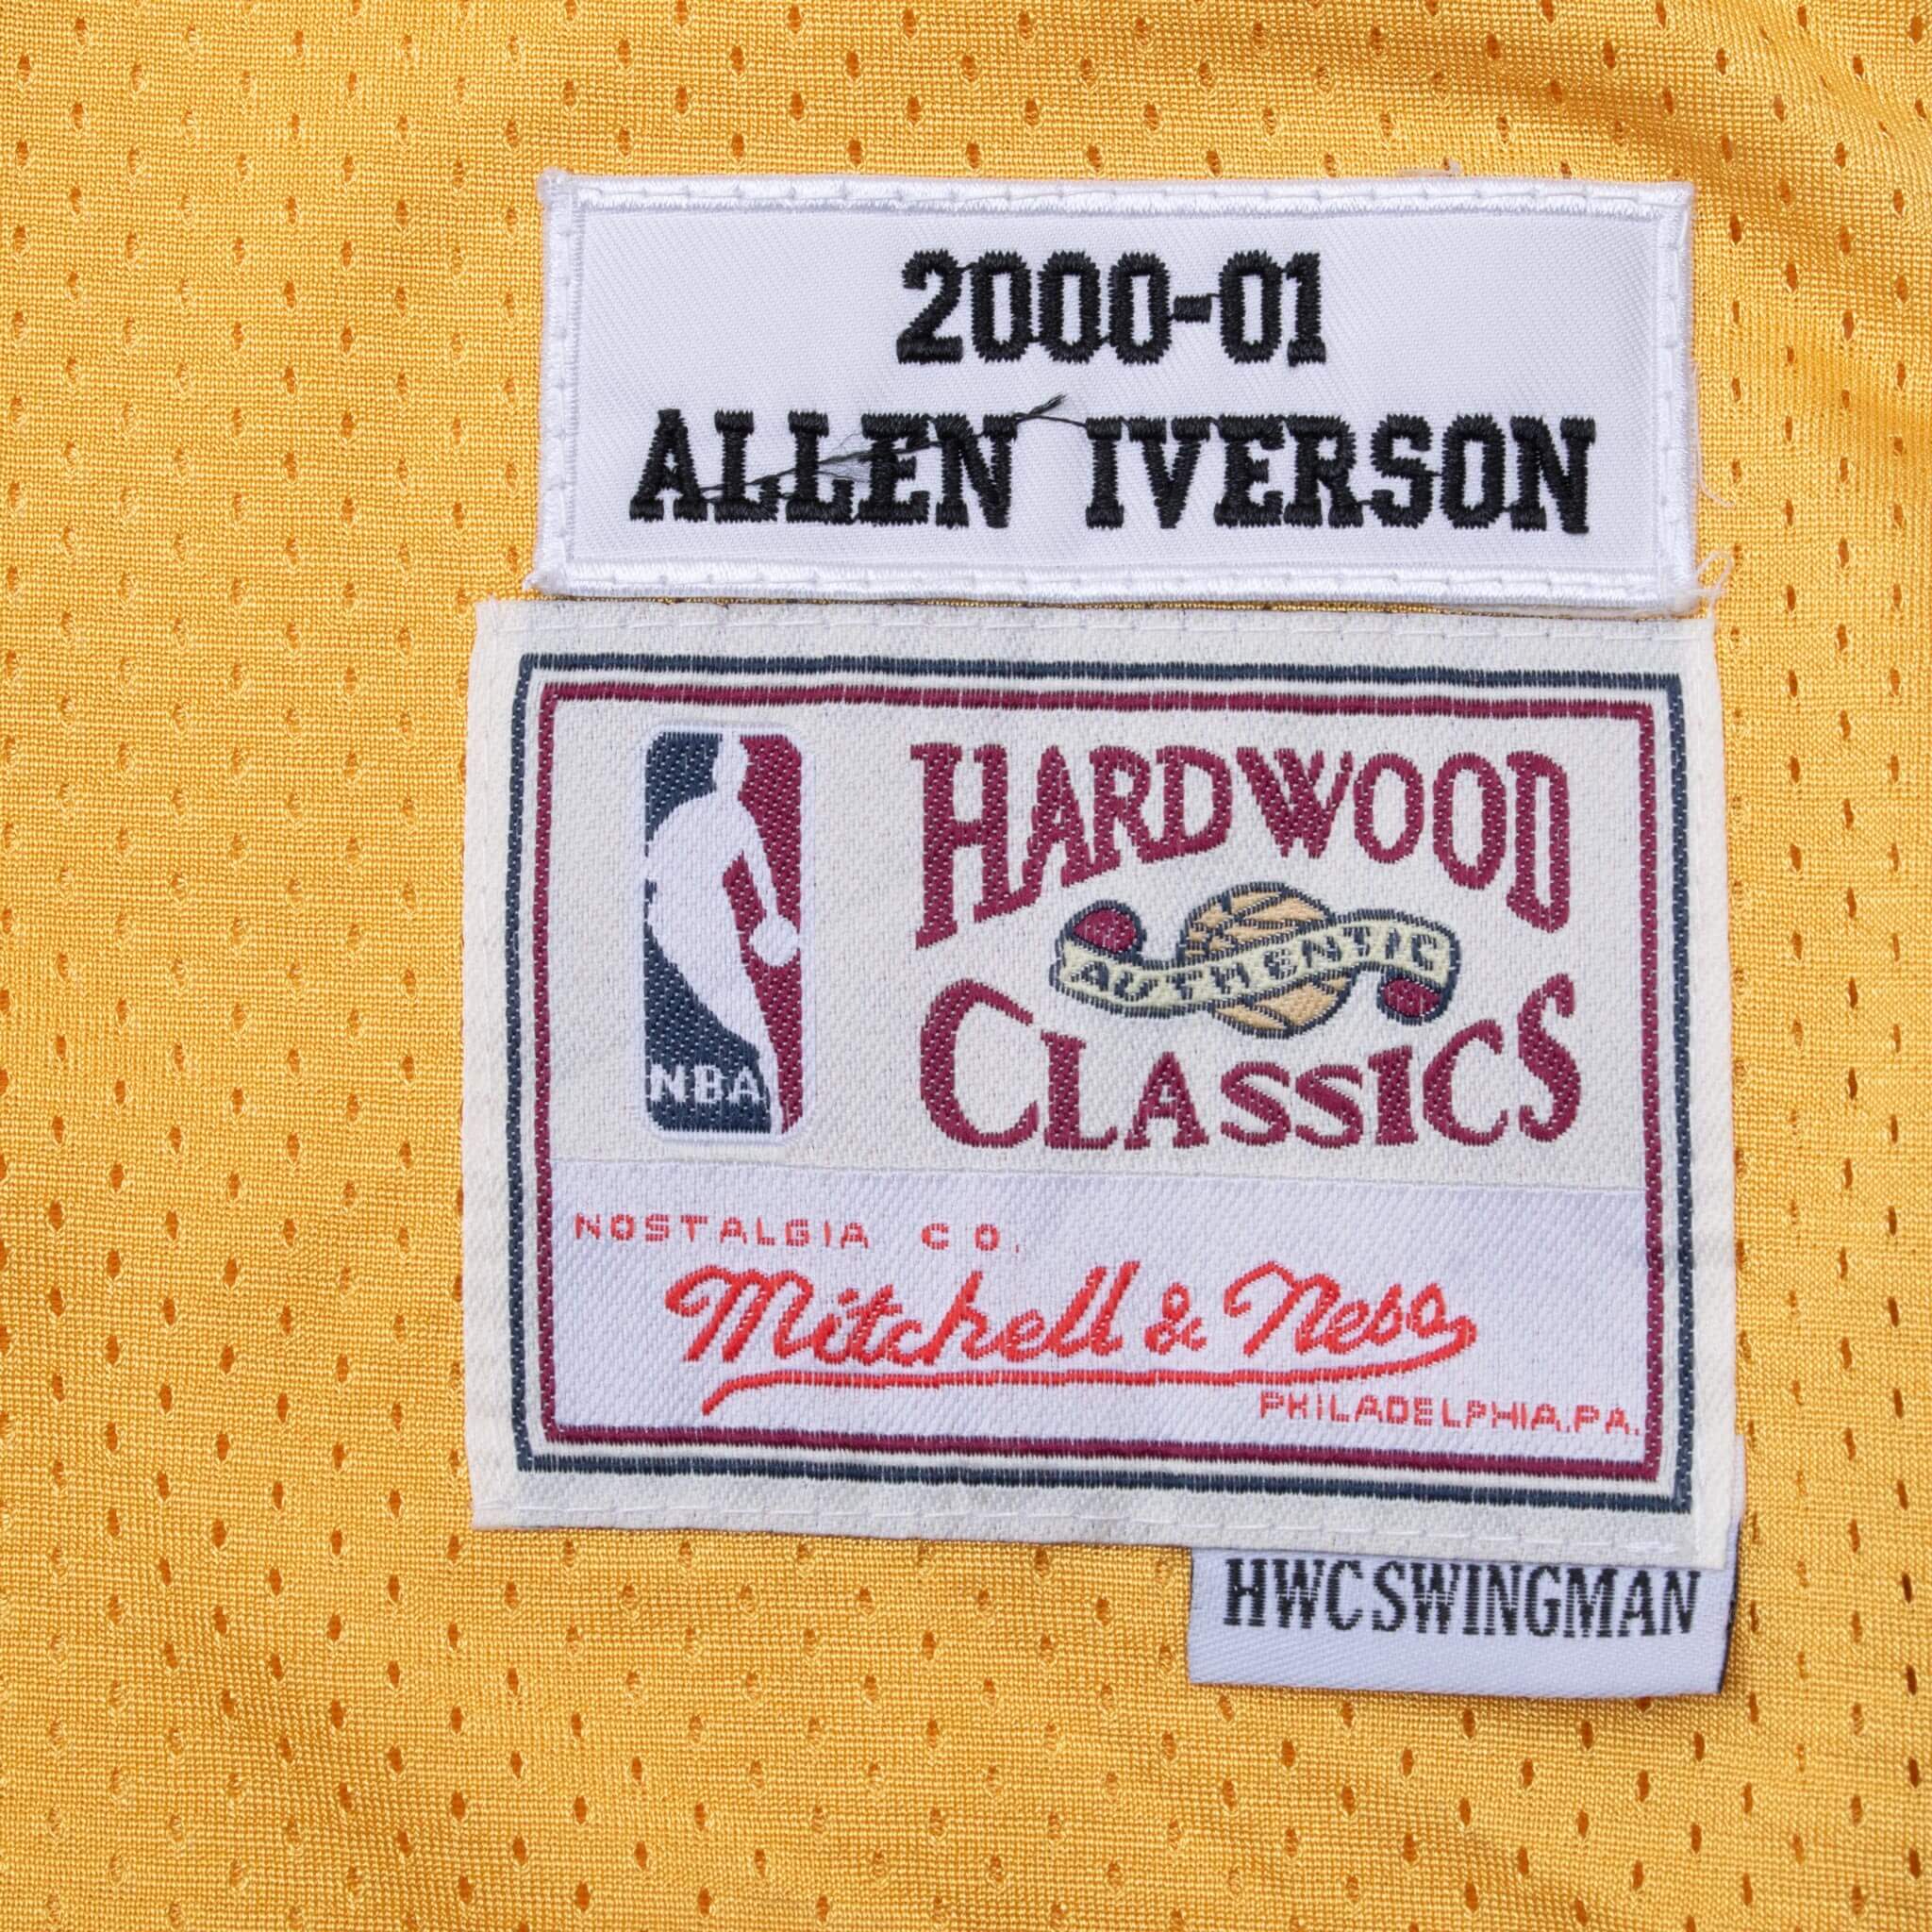 2000-01
ALLEN IVERSON
HARDWOOD
AUTHENTIC
CLASSICS
NBA
NOSTALGIA CO.
Mitchell & Ness
PHILADELPHIA, PA.
HWC SWINGMAN